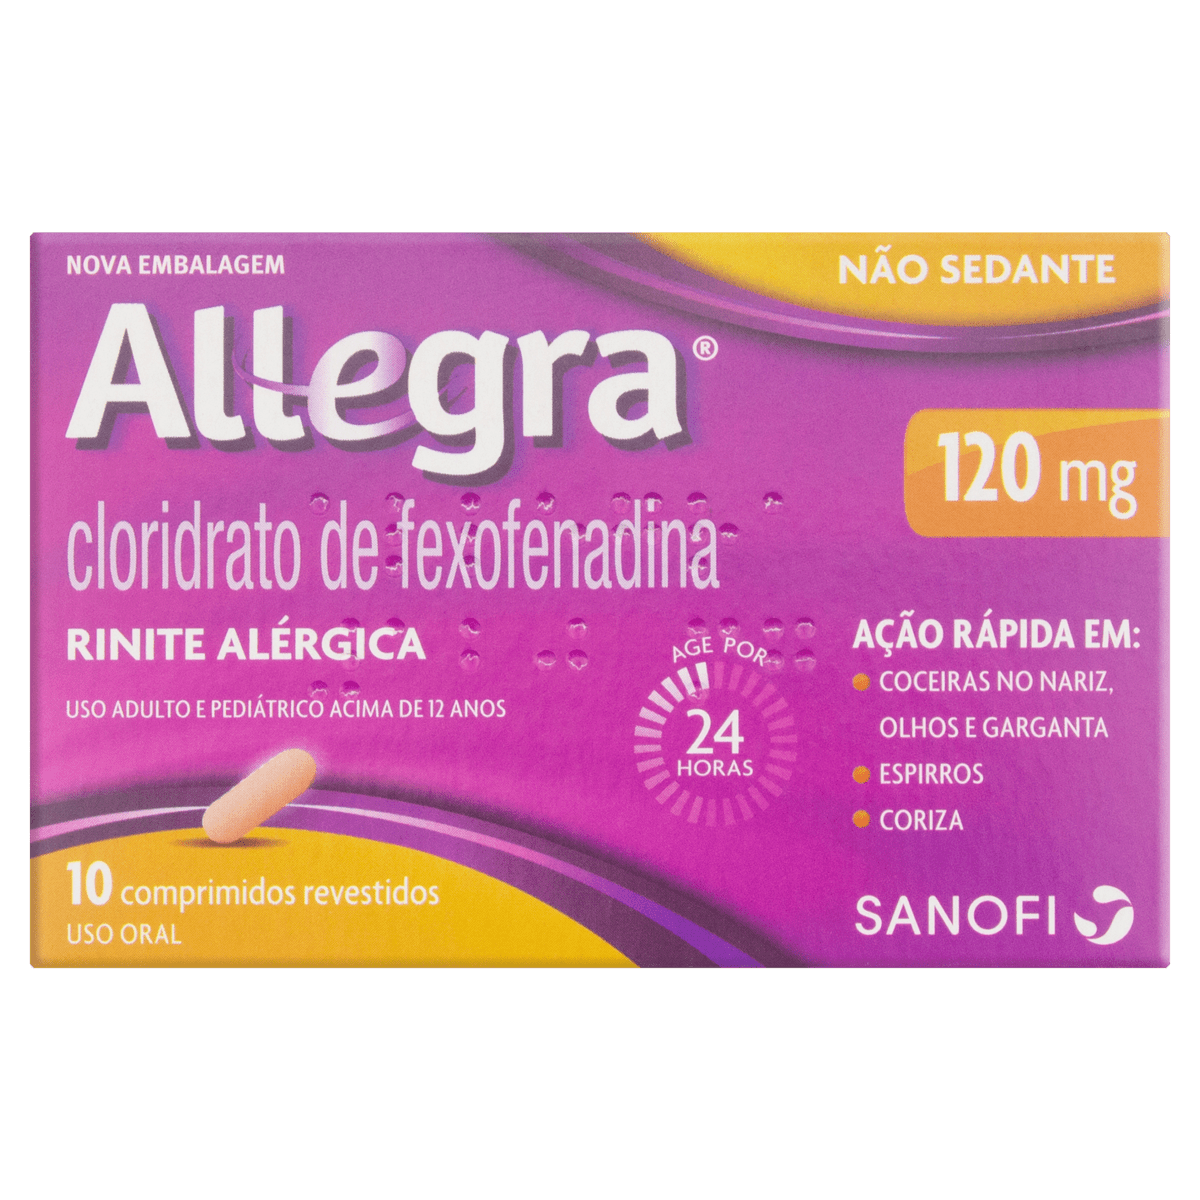 NOVA EMBALAGEM
NÃO SEDANTE
Allegra®
120 mg
cloridrato de fexofenadina
RINITE ALÉRGICA
USO ADULTO E PEDIÁTRICO ACIMA DE 12 ANOS
AGE POR
24
HORAS
AÇÃO RÁPIDA EM:
COCEIRAS NO NARIZ,
OLHOS E GARGANTA
ESPIRROS
CORIZA
10 comprimidos revestidos
USO ORAL
SANOFI